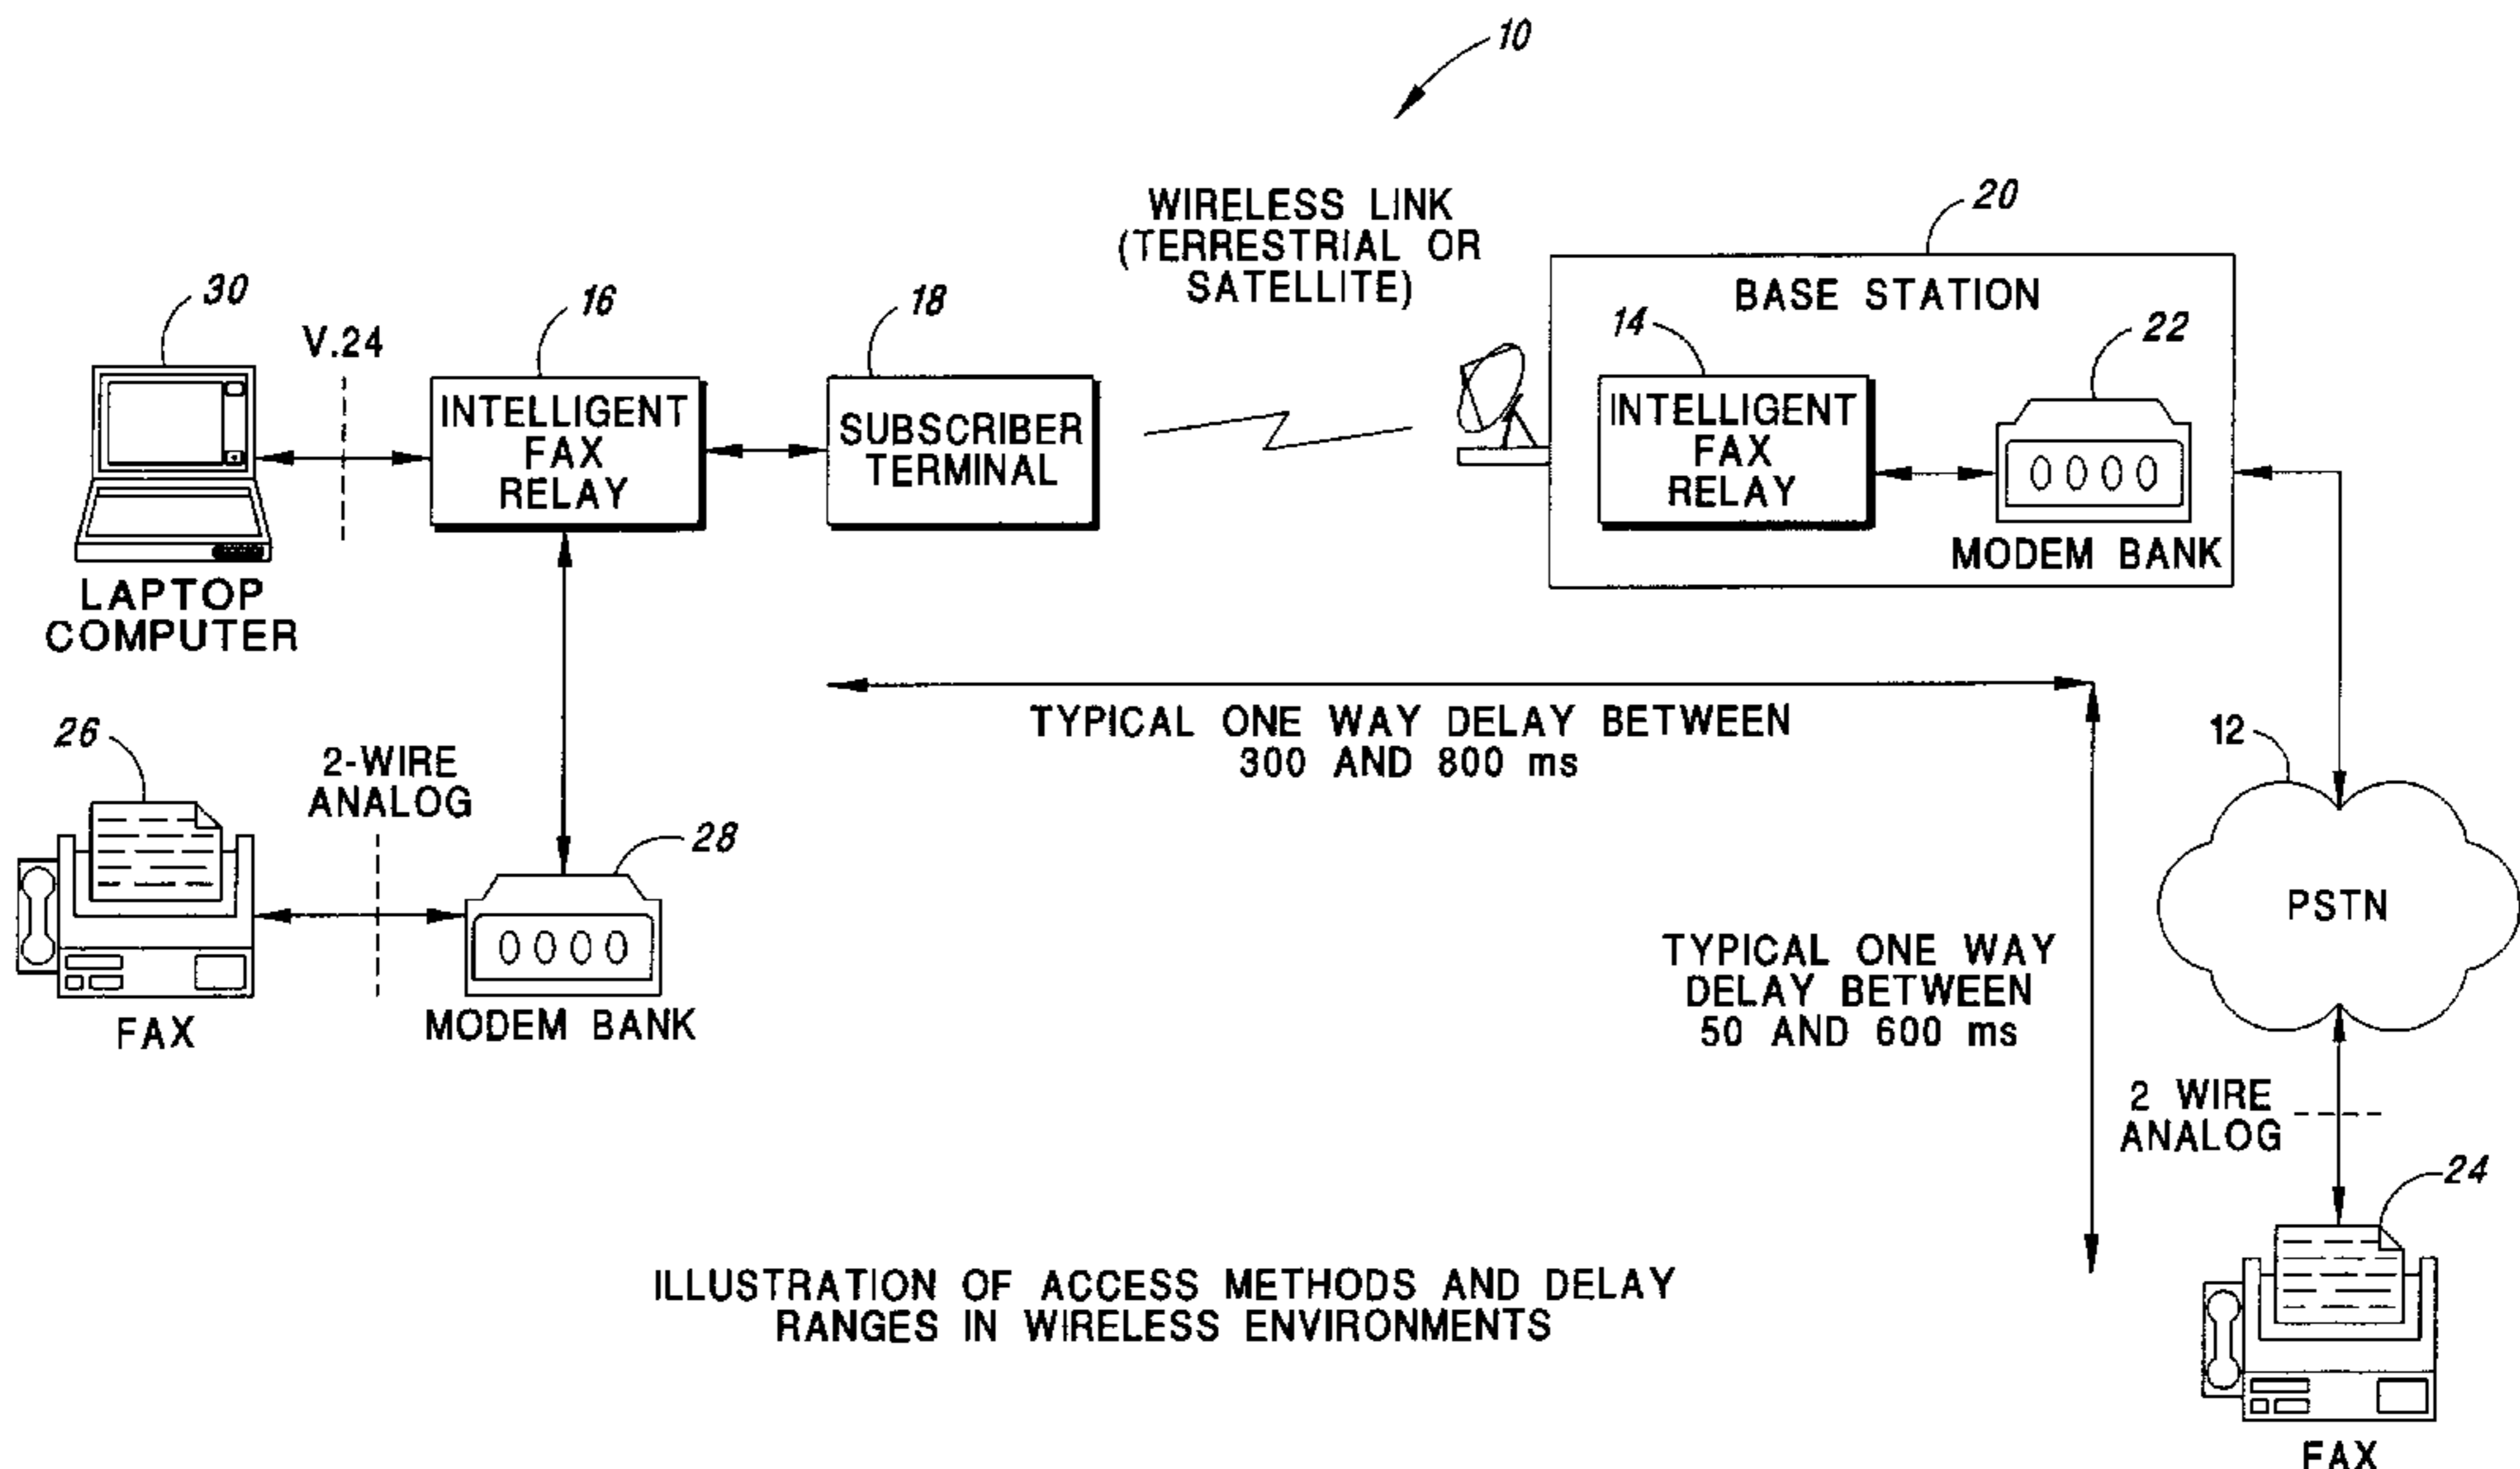 10
WIRELESS LINK
(TERRESTRIAL OR
SATELLITE)
20
BASE STATION
30
V.24
16
18
14
22
INTELLIGENT
FAX
RELAY
SUBSCRIBER
TERMINAL
INTELLIGENT
FAX
RELAY
MODEM BANK
LAPTOP
COMPUTER
TYPICAL ONE WAY DELAY BETWEEN
300 AND 800 ms
12
26
2-WIRE
ANALOG
28
PSTN
FAX
MODEM BANK
TYPICAL ONE WAY
DELAY BETWEEN
50 AND 600 ms
2 WIRE
ANALOG
24
ILLUSTRATION OF ACCESS METHODS AND DELAY
RANGES IN WIRELESS ENVIRONMENTS
FAX